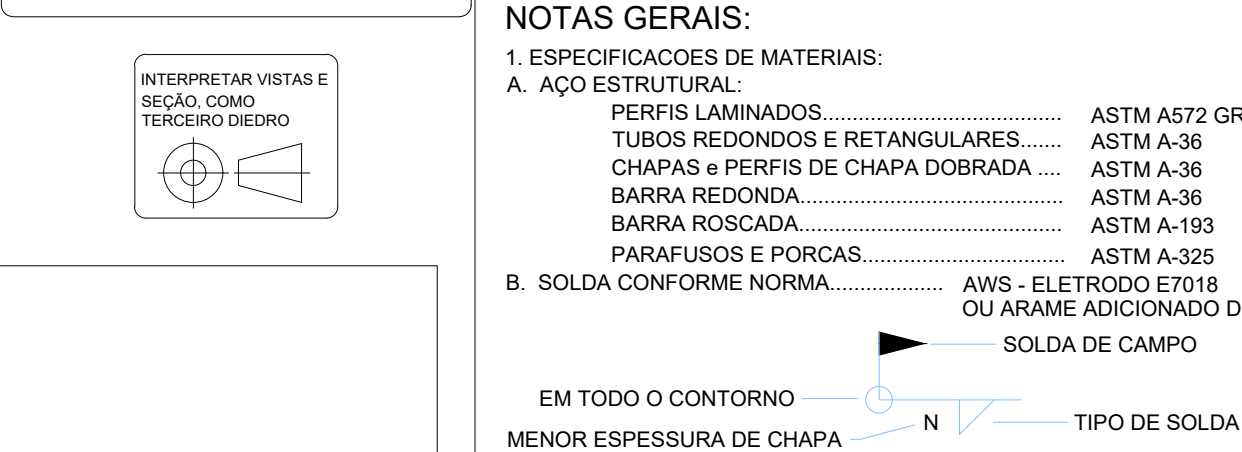 INTERPRETAR VISTAS E
SEÇÃO, COMO
TERCEIRO DIEDRO
NOTAS GERAIS:
1. ESPECIFICACOES DE MATERIAIS:
A. AÇO ESTRUTURAL:
PERFIS LAMINADOS....................................... ASTM A572 GR
TUBOS REDONDOS E RETANGULARES....... ASTM A-36
CHAPAS e PERFIS DE CHAPA DOBRADA .... ASTM A-36
BARRA REDONDA........................................... ASTM A-36
BARRA ROSCADA........................................... ASTM A-193
PARAFUSOS E PORCAS................................. ASTM A-325
B. SOLDA CONFORME NORMA................... AWS - ELETRODO E7018
OU ARAME ADICIONADO D
SOLDA DE CAMPO
EM TODO O CONTORNO
N
TIPO DE SOLDA
MENOR ESPESSURA DE CHAPA